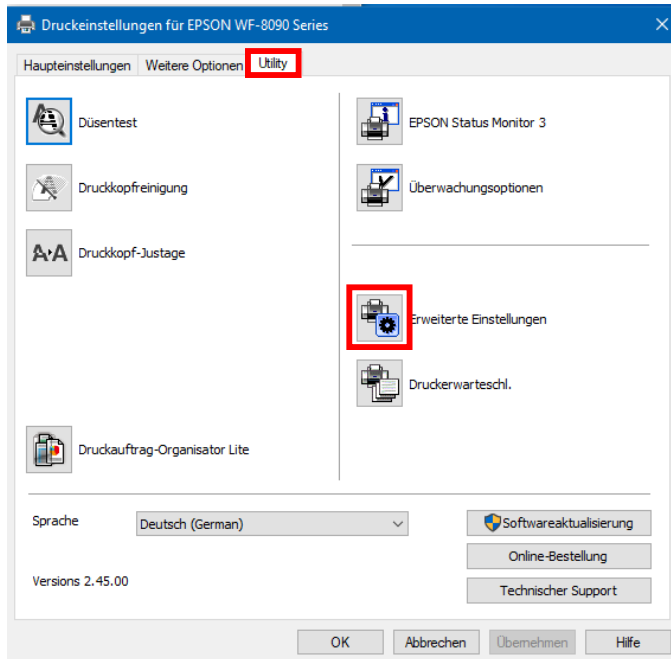 Druckeinstellungen für EPSON WF-8090 Series
Haupteinstellungen Weitere Optionen Utility
Düsentest
EPSON Status Monitor 3
Druckkopfreinigung
Überwachungsoptionen
Druckkopf-Justage
Erweiterte Einstellungen
Druckerwarteschl.
Druckauftrag-Organisator Lite
Sprache
Deutsch (German)
Softwareaktualisierung
Online-Bestellung
Versions 2.45.00
Technischer Support
OK Abbrechen Übernehmen Hilfe